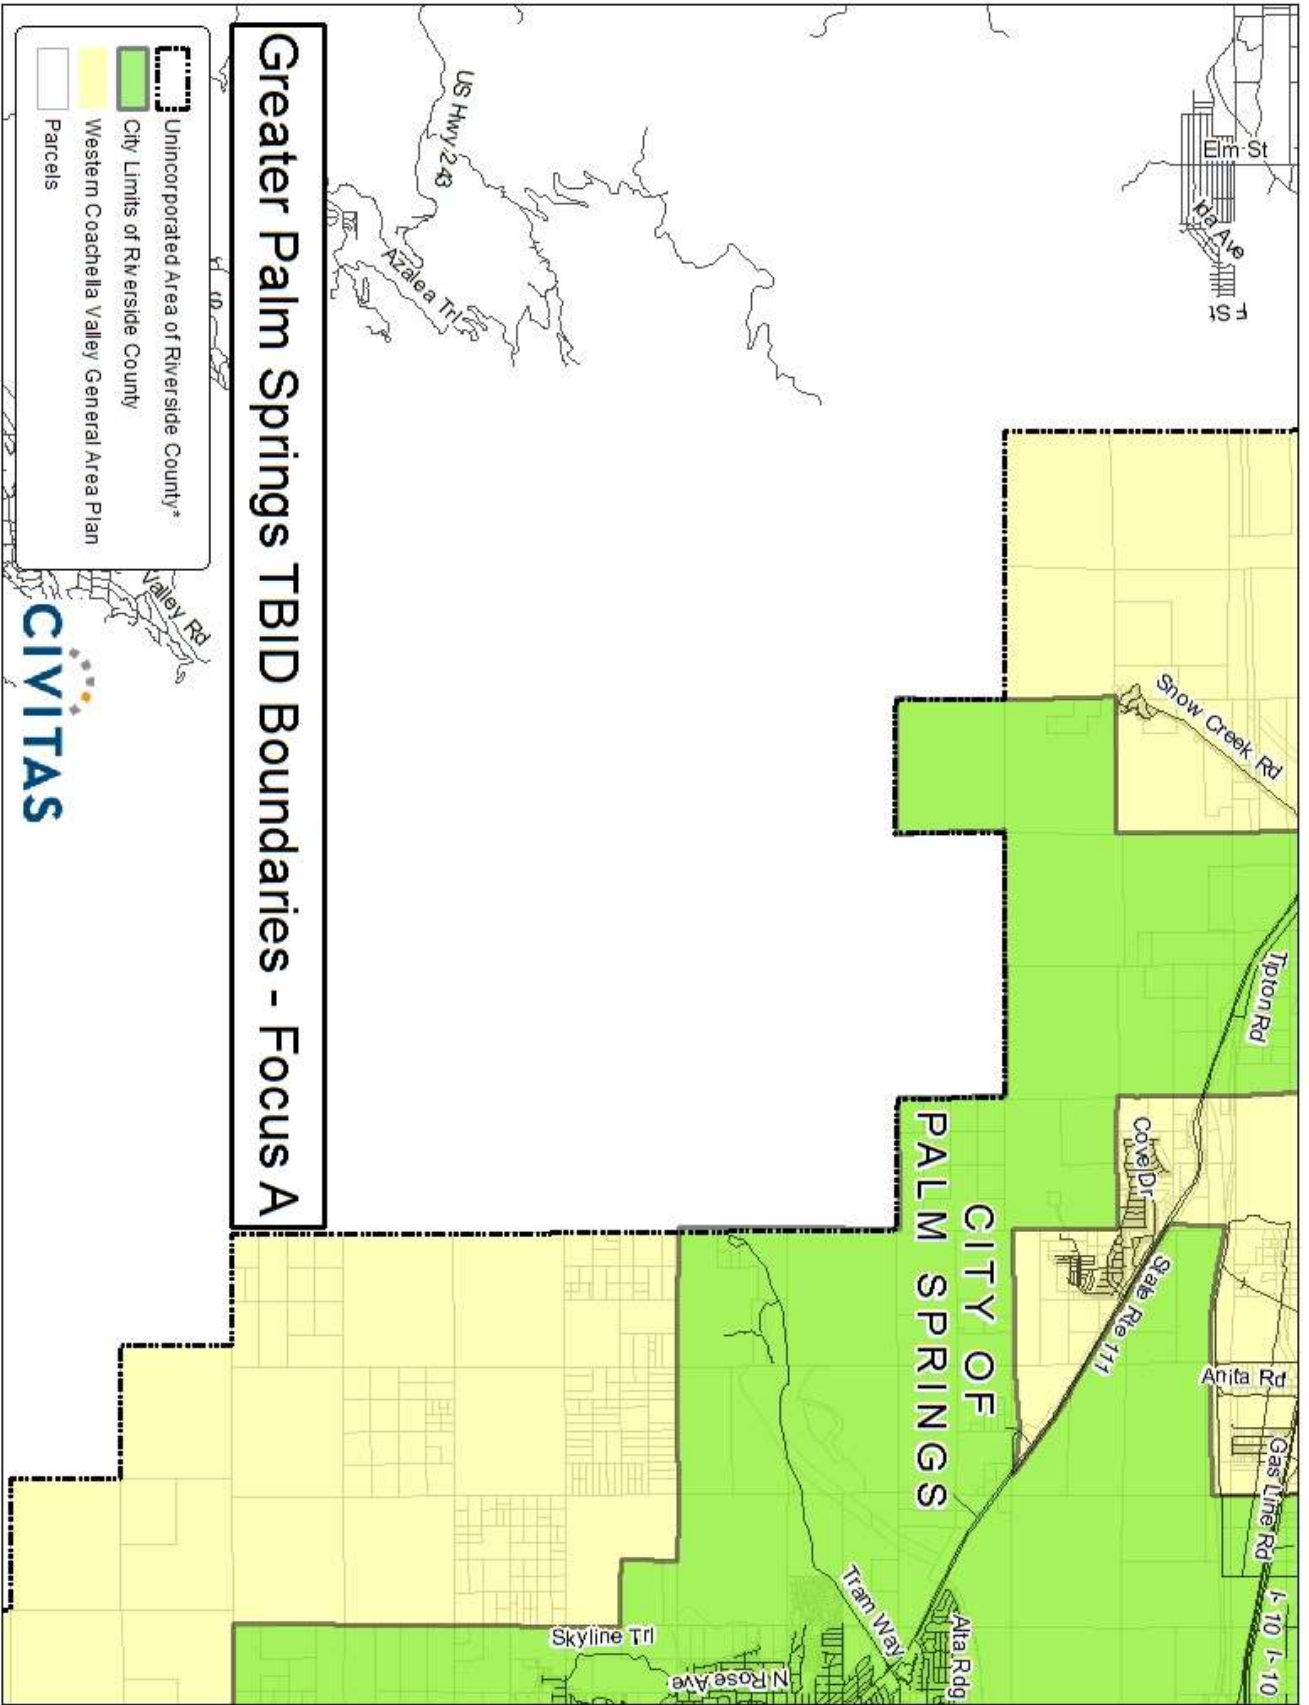 Elm St
Ida Ave
F St
US Hwy 243
Azalea Trl
Snow Creek Rd
Tipton Rd
Cove Dr
State Rte 111
Anita Rd
Gas Line Rd
I- 10 I- 10
CITY OF
PALM SPRINGS
Tram Way
Alta Rdg
N Rose Ave
Skyline Trl
Greater Palm Springs TBID Boundaries - Focus A
Unincorporated Area of Riverside County*
City Limits of Riverside County
Western Coachella Valley General Area Plan
Parcels
Valley Rd
CIVITAS